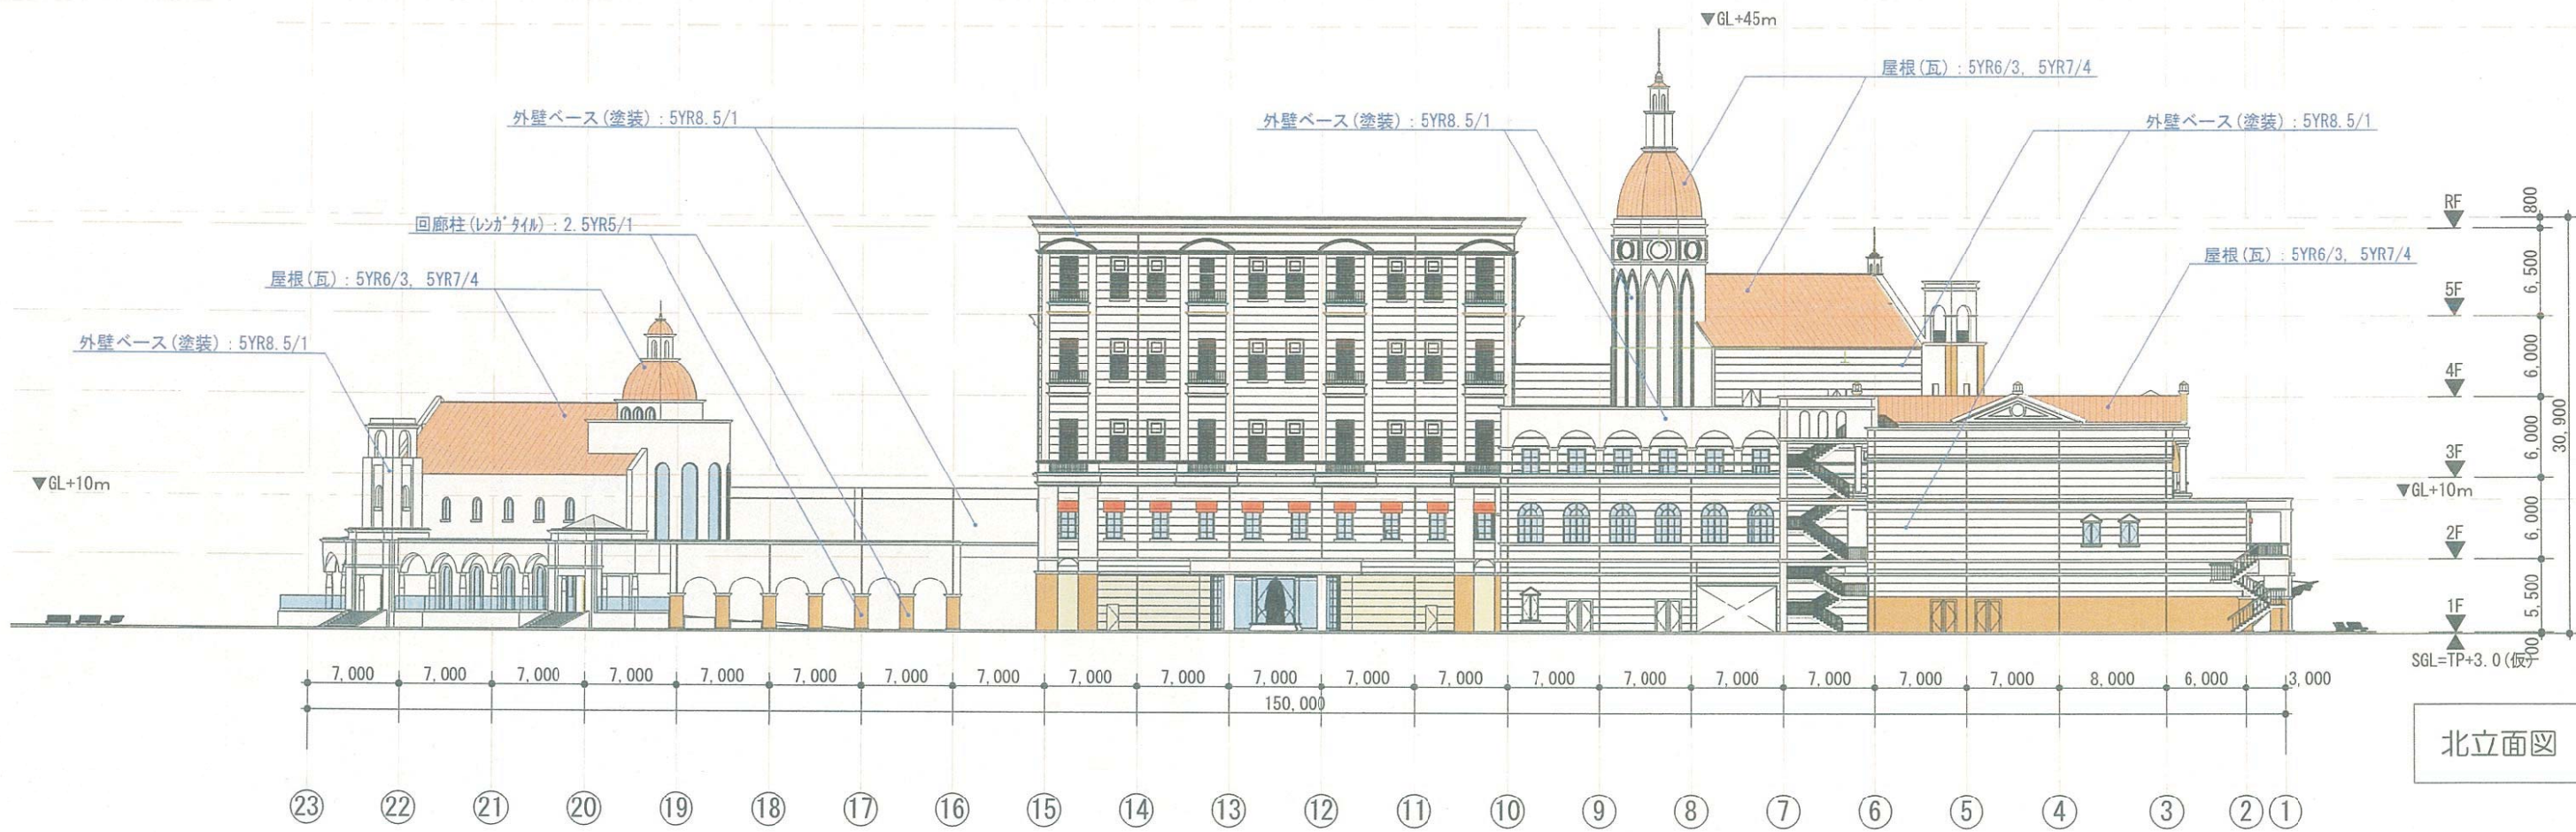 ▼GL+45m
屋根(瓦) : 5YR6/3, 5YR7/4
外壁ベース(塗装) : 5YR8.5/1
外壁ベース(塗装) : 5YR8.5/1
外壁ベース(塗装) : 5YR8.5/1
回廊柱(レンガタイル) : 2.5YR5/1
屋根(瓦) : 5YR6/3, 5YR7/4
屋根(瓦) : 5YR6/3, 5YR7/4
外壁ベース(塗装) : 5YR8.5/1
▼GL+10m
▼GL+10m
RF
5F
4F
3F
2F
1F
800
6,500
6,000
6,000
6,000
5,500
30,900
SGL=TP+3.0(仮)
7,000 7,000 7,000 7,000 7,000 7,000 7,000 7,000 7,000 7,000 7,000 7,000 7,000 7,000 7,000 7,000 7,000 7,000 7,000 8,000 6,000 3,000
150,000
北立面図
㉓ ㉒ ㉑ ⑳ ⑲ ⑱ ⑰ ⑯ ⑮ ⑭ ⑬ ⑫ ⑪ ⑩ ⑨ ⑧ ⑦ ⑥ ⑤ ④ ③ ② ①